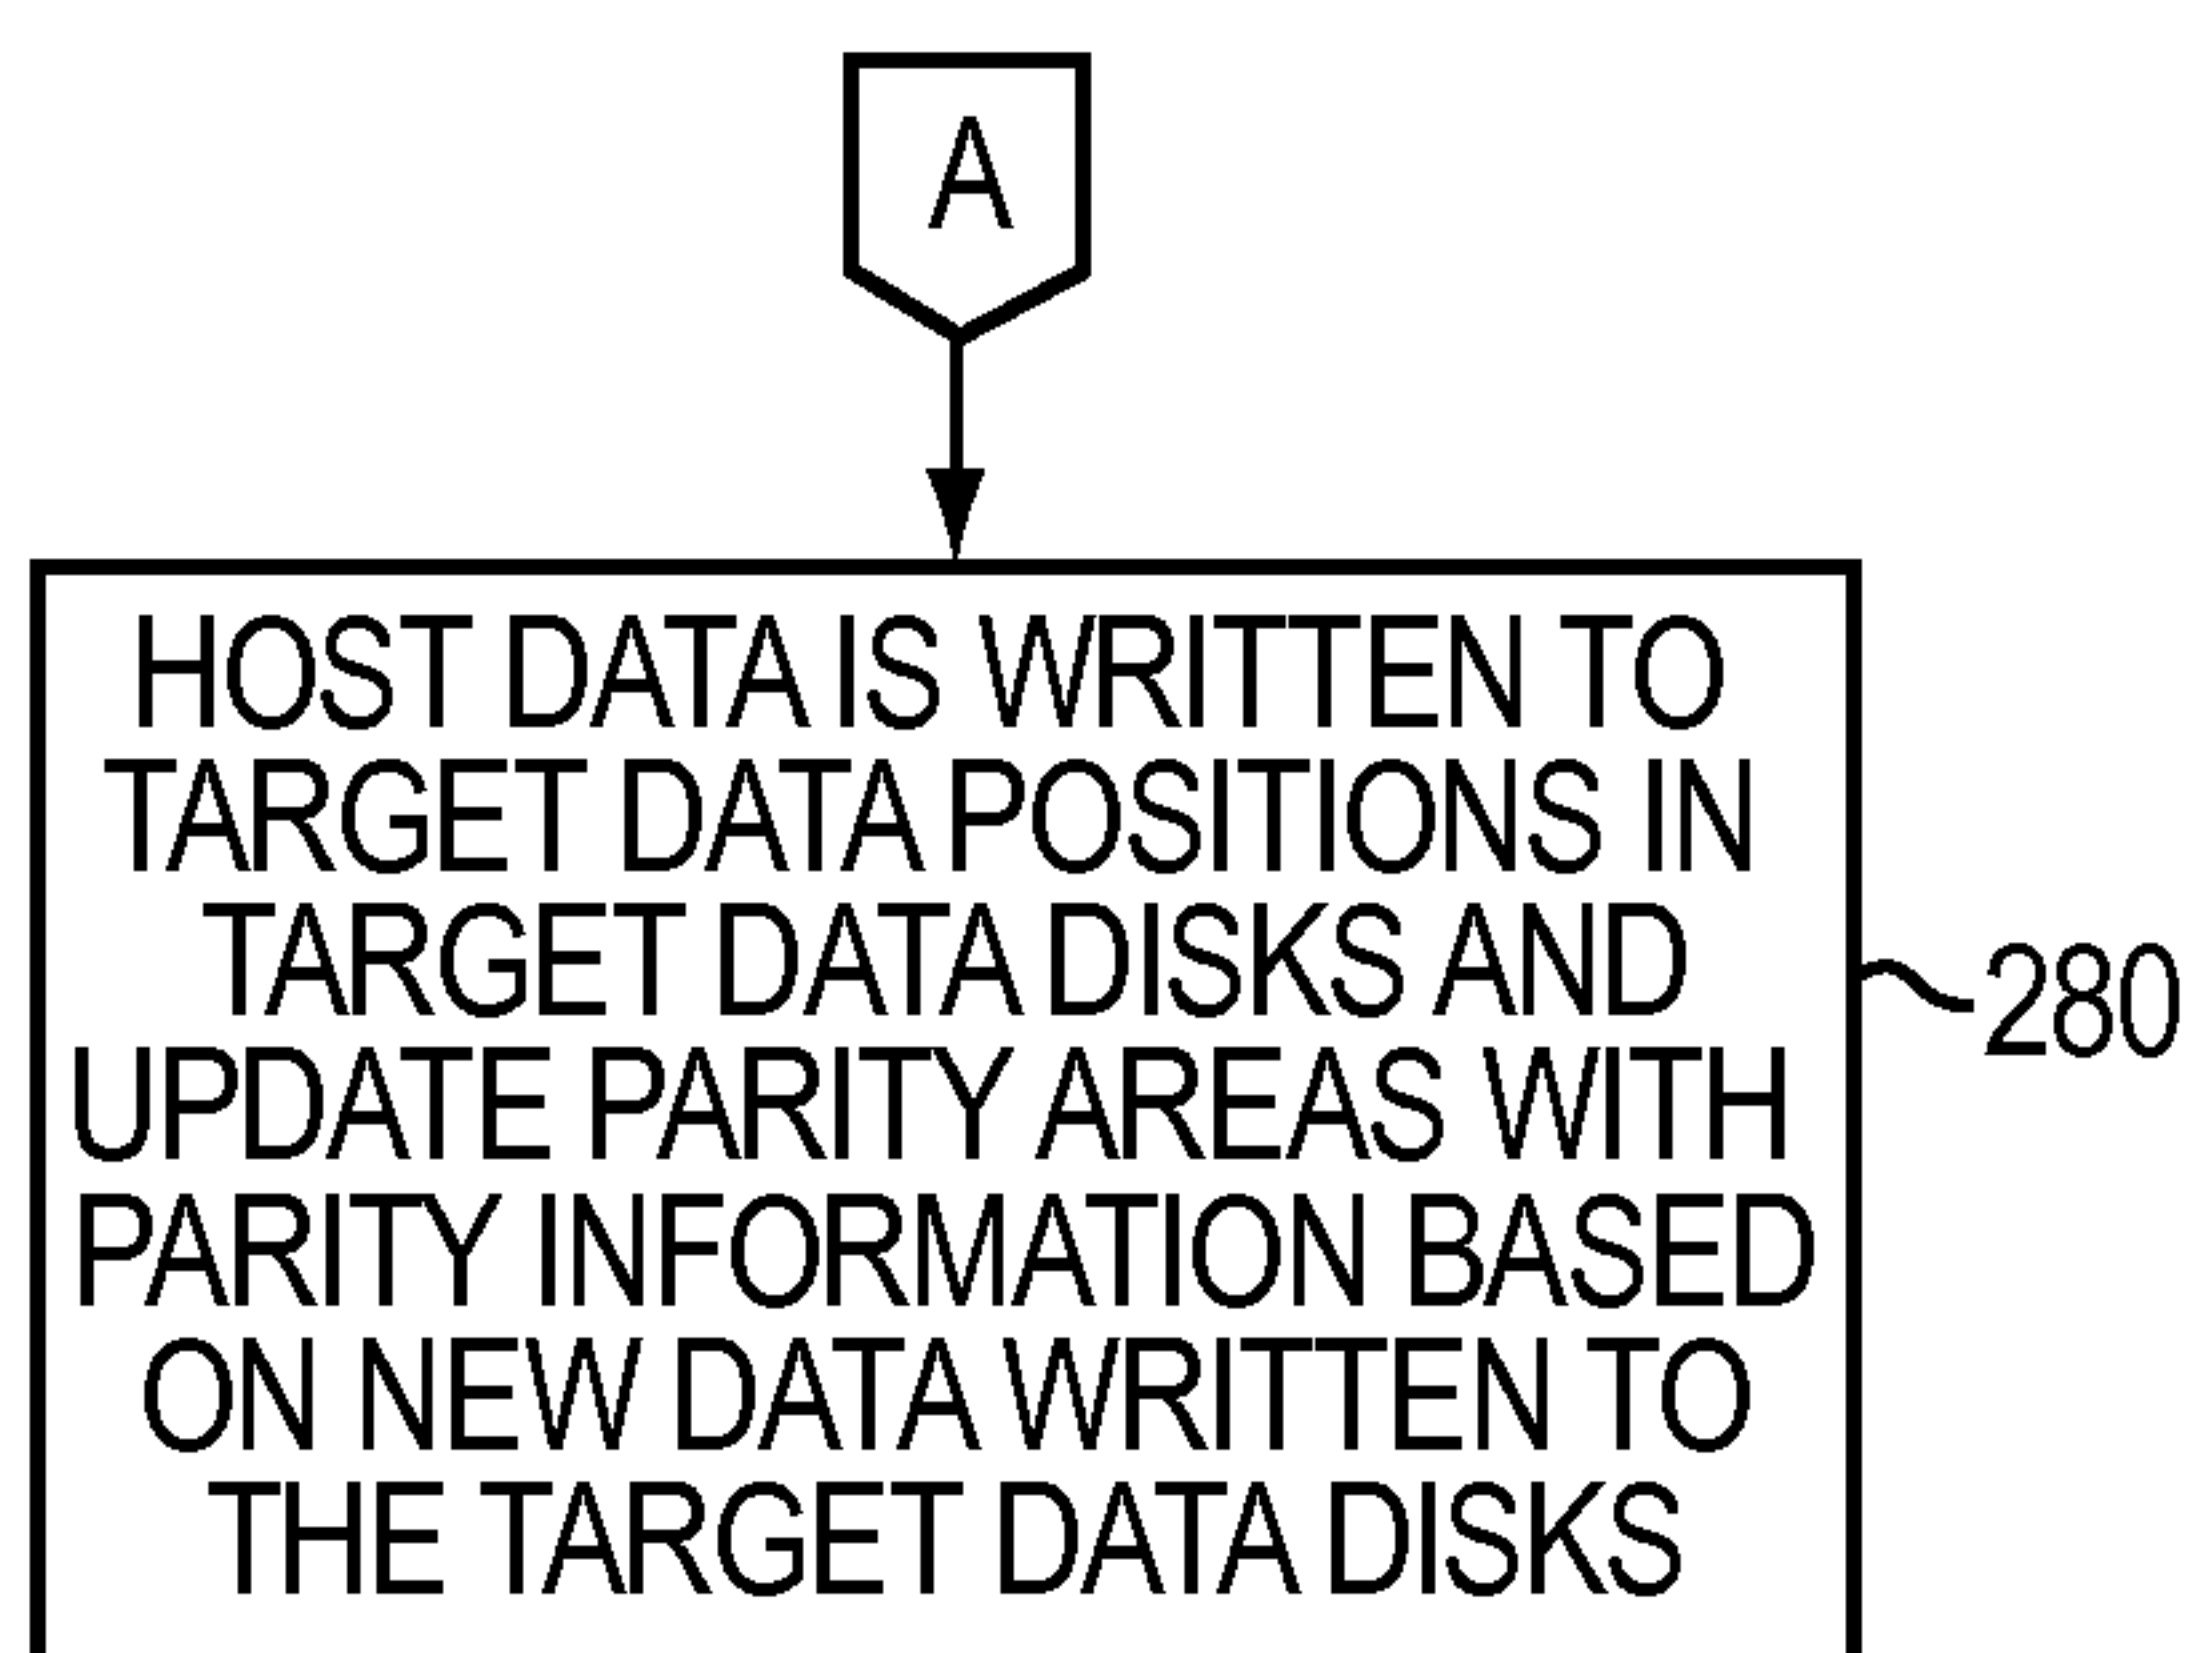 A
HOST DATA IS WRITTEN TO
TARGET DATA POSITIONS IN
TARGET DATA DISKS AND
UPDATE PARITY AREAS WITH
PARITY INFORMATION BASED
ON NEW DATA WRITTEN TO
THE TARGET DATA DISKS
280